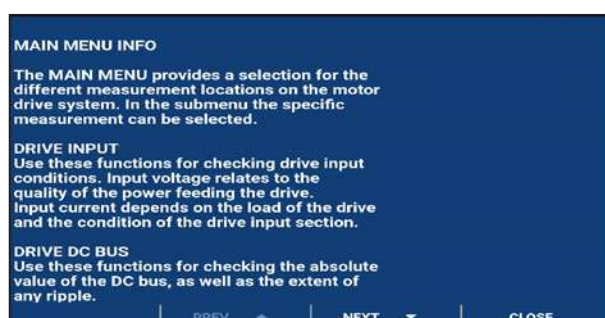 MAIN MENU INFO
The MAIN MENU provides a selection for the
different measurement locations on the motor
drive system. In the submenu the specific
measurement can be selected.
DRIVE INPUT
Use these functions for checking drive input
conditions. Input voltage relates to the
quality of the power feeding the drive.
Input current depends on the load of the drive
and the condition of the drive input section.
DRIVE DC BUS
Use these functions for checking the absolute
value of the DC bus, as well as the extent of
any ripple.
PREV NEXT CLOSE